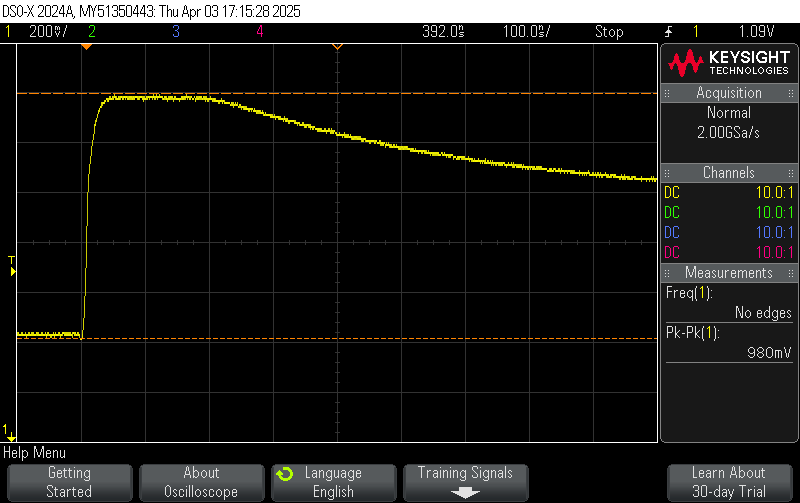 DSO-X 2024A, MY51350443: Thu Apr 03 17:15:28 2025
1 200%/ 2 3 4 392.0% 100.0%/ Stop 1 1.09V
KEYSIGHT
TECHNOLOGIES
Acquisition
Normal
2.00GSa/s
Channels
DC 10.0:1
DC 10.0:1
DC 10.0:1
DC 10.0:1
Measurements
Freq(1):
No edges
Pk-Pk(1):
980mV
T
1
Help Menu
Getting
Started
About
Oscilloscope
Language
English
Training Signals
Learn About
30-day Trial